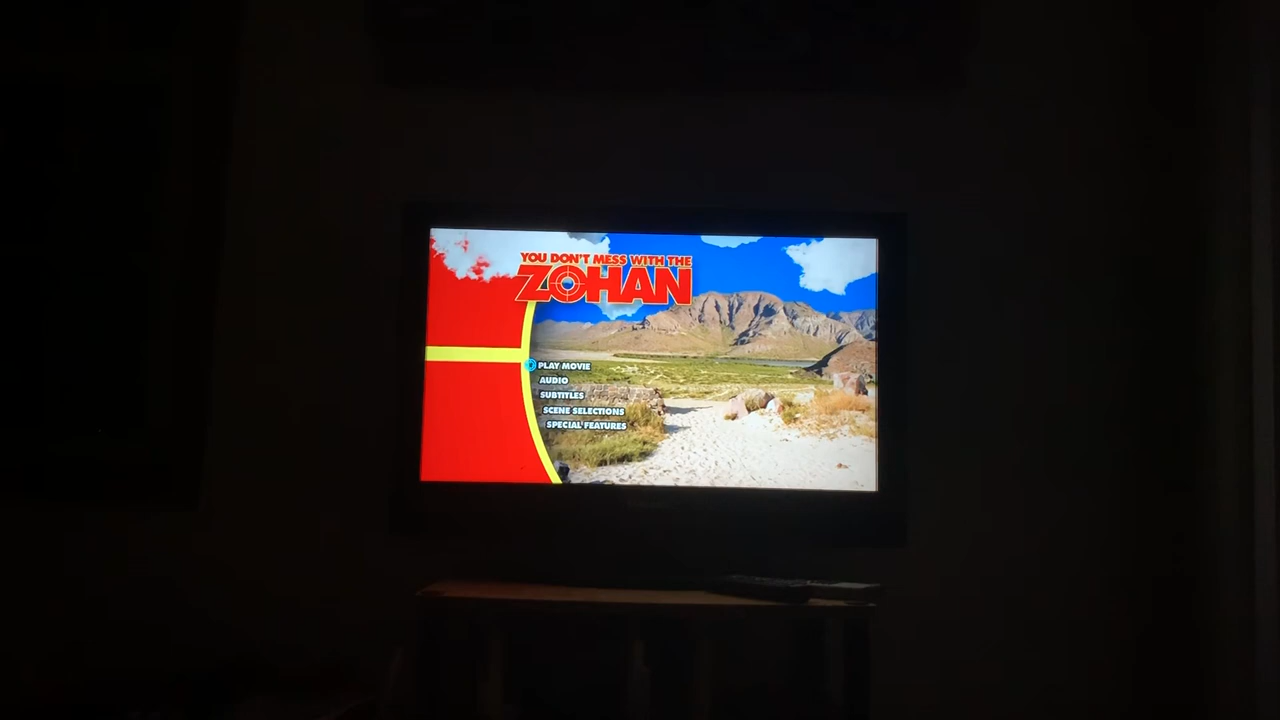 YOU DON'T MESS WITH THE
ZOHAN
PLAY MOVIE
AUDIO
SUBTITLES
SCENE SELECTIONS
SPECIAL FEATURES